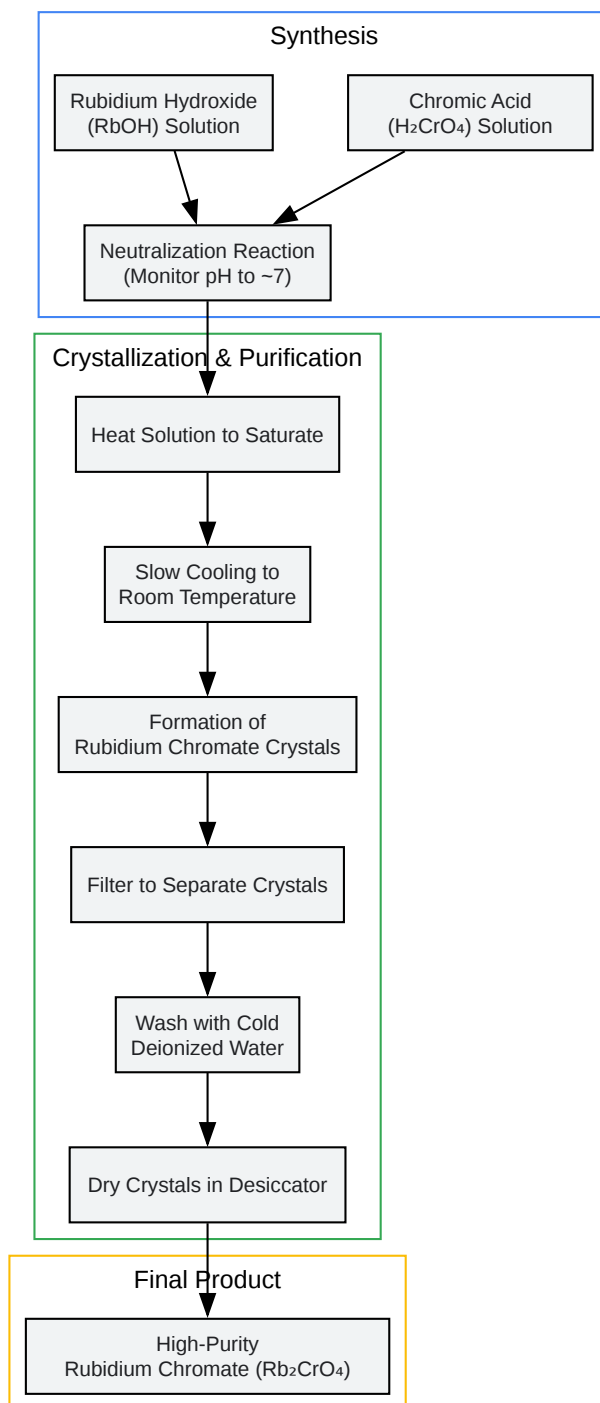 Synthesis
Rubidium Hydroxide
(RbOH) Solution
Chromic Acid
(H₂CrO₄) Solution
Neutralization Reaction
(Monitor pH to ~7)
Crystallization & Purification
Heat Solution to Saturate
Slow Cooling to
Room Temperature
Formation of
Rubidium Chromate Crystals
Filter to Separate Crystals
Wash with Cold
Deionized Water
Dry Crystals in Desiccator
Final Product
High-Purity
Rubidium Chromate (Rb₂CrO₄)